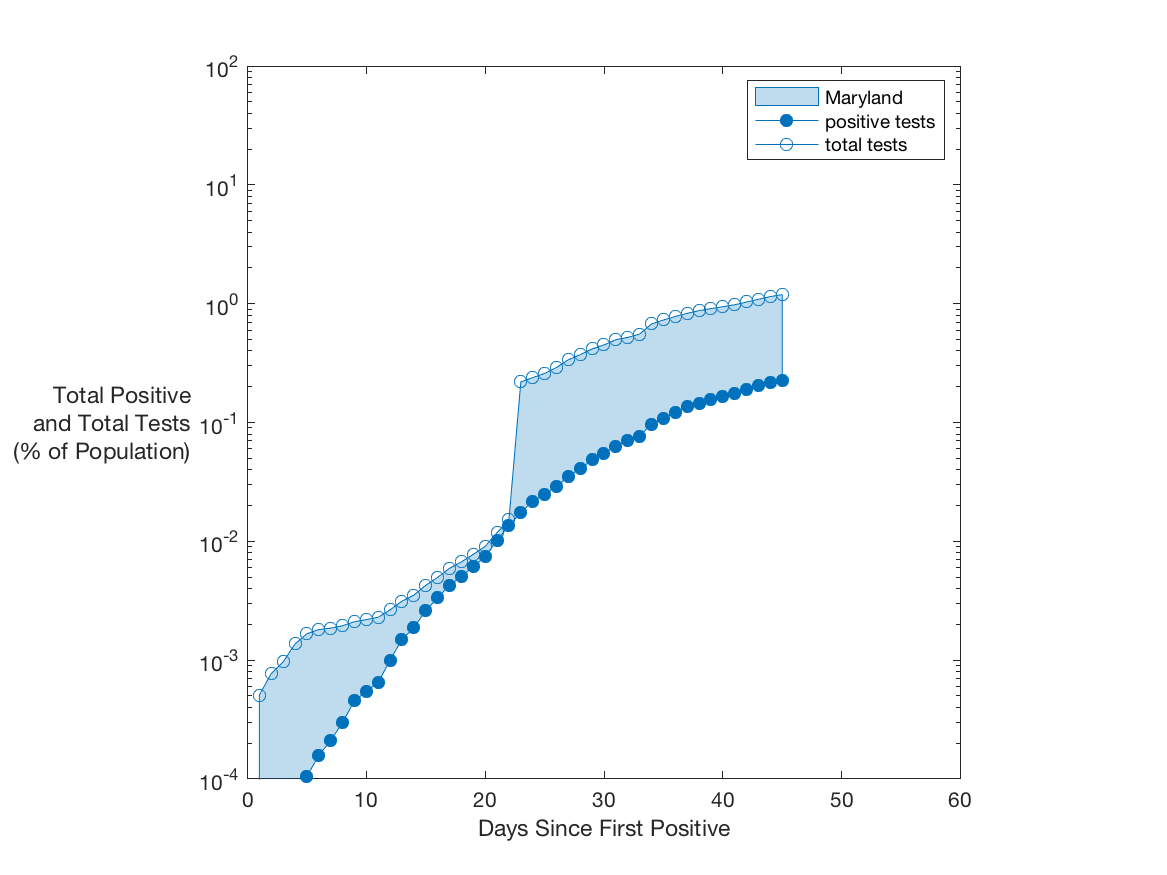 10^2
10^1
10^0
10^-1
10^-2
10^-3
10^-4
Total Positive
and Total Tests
(% of Population)
Maryland
positive tests
total tests
0 10 20 30 40 50 60
Days Since First Positive